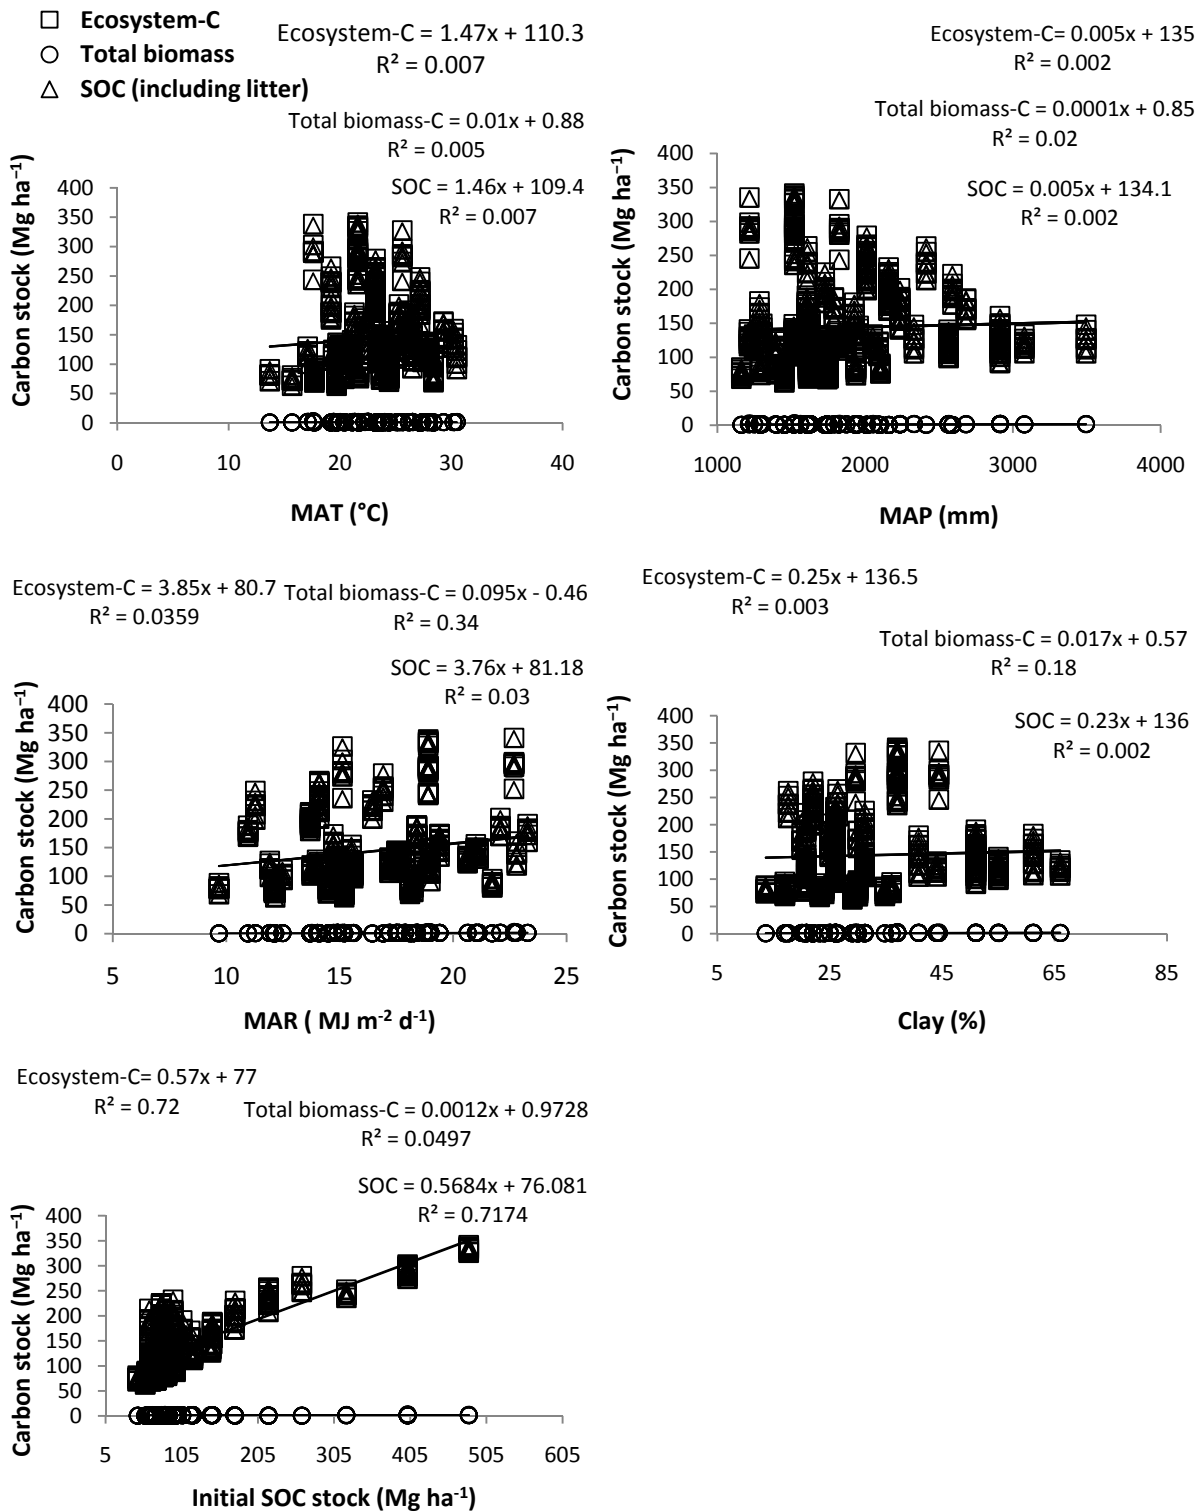 Ecosystem-C
Total biomass
SOC (including litter)
Ecosystem-C = 1.47x + 110.3
R² = 0.007
Total biomass-C = 0.01x + 0.88
R² = 0.005
SOC = 1.46x + 109.4
R² = 0.007
Carbon stock (Mg ha⁻¹)
400
350
300
250
200
150
100
50
0
0 10 20 30 40
MAT (°C)
Ecosystem-C= 0.005x + 135
R² = 0.002
Total biomass-C = 0.0001x + 0.85
R² = 0.02
SOC = 0.005x + 134.1
R² = 0.002
Carbon stock (Mg ha⁻¹)
400
350
300
250
200
150
100
50
0
1000 2000 3000 4000
MAP (mm)
Ecosystem-C = 3.85x + 80.7
R² = 0.0359
Total biomass-C = 0.095x - 0.46
R² = 0.34
SOC = 3.76x + 81.18
R² = 0.03
Carbon stock (Mg ha⁻¹)
400
350
300
250
200
150
100
50
0
5 10 15 20 25
MAR ( MJ m⁻² d⁻¹)
Ecosystem-C = 0.25x + 136.5
R² = 0.003
Total biomass-C = 0.017x + 0.57
R² = 0.18
SOC = 0.23x + 136
R² = 0.002
Carbon stock (Mg ha⁻¹)
400
350
300
250
200
150
100
50
0
5 25 45 65 85
Clay (%)
Ecosystem-C= 0.57x + 77
R² = 0.72
Total biomass-C = 0.0012x + 0.9728
R² = 0.0497
SOC = 0.5684x + 76.081
R² = 0.7174
Carbon stock (Mg ha⁻¹)
400
350
300
250
200
150
100
50
0
5 105 205 305 405 505 605
Initial SOC stock (Mg ha⁻¹)